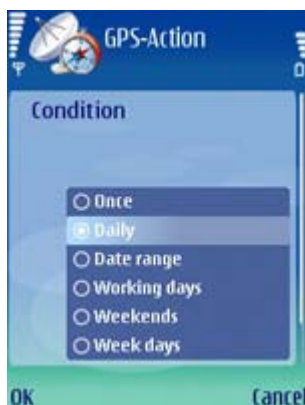 GPS-Action
Condition
Once
Daily
Date range
Working days
Weekends
Week days
OK Cancel